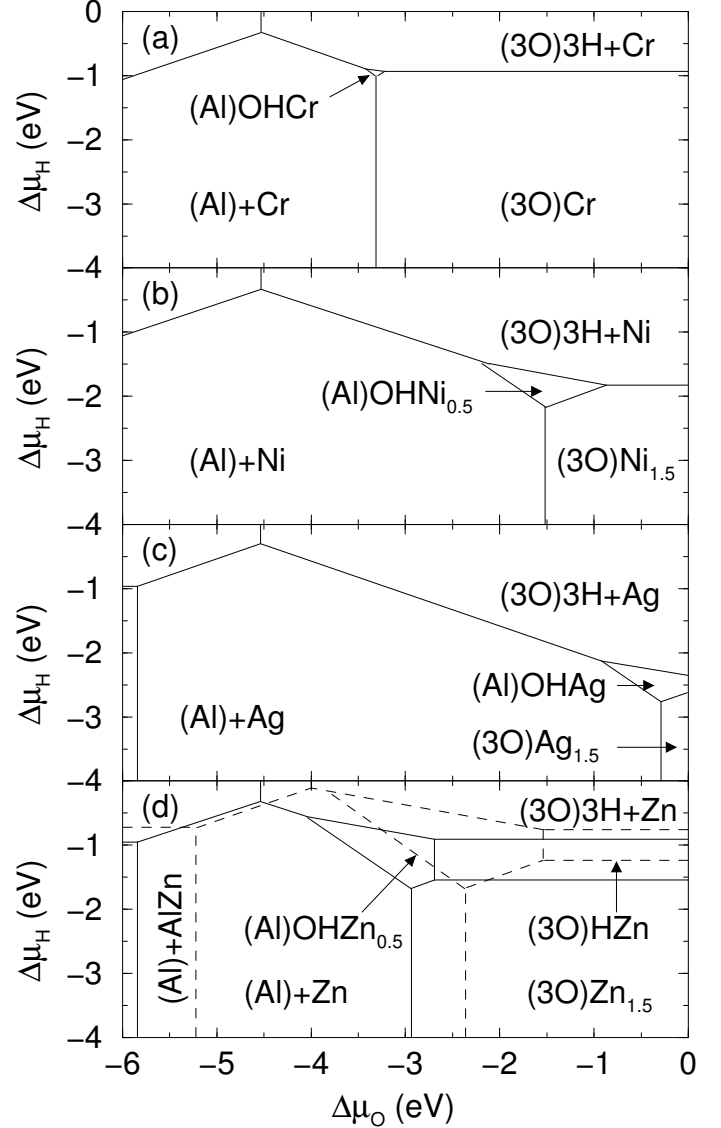 (a)
0
(3O)3H+Cr
−1
(Al)OHCr
−2
Δμ_H (eV)
−3
(Al)+Cr
(3O)Cr
−4
(b)
(3O)3H+Ni
−1
(Al)OHNi_0.5
−2
Δμ_H (eV)
−3
(Al)+Ni
(3O)Ni_1.5
−4
(c)
−1
(3O)3H+Ag
−2
(Al)OHAg
Δμ_H (eV)
(Al)+Ag
−3
(3O)Ag_1.5
−4
(d)
(3O)3H+Zn
−1
Δμ_H (eV)
(Al)+AlZn
−2
(Al)OHZn_0.5
(3O)HZn
−3
(Al)+Zn
(3O)Zn_1.5
−4
−6 −5 −4 −3 −2 −1 0
Δμ_O (eV)